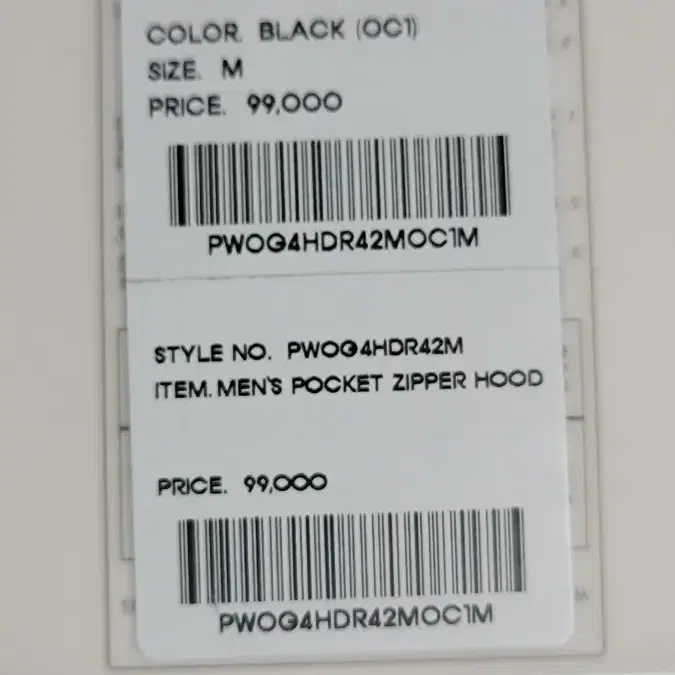 COLOR. BLACK (OC1)
SIZE. M
PRICE. 99,000
PWOG4HDR42MOC1M
STYLE NO. PWOG4HDR42M
ITEM. MEN'S POCKET ZIPPER HOOD
PRICE. 99,000
PWOG4HDR42MOC1M